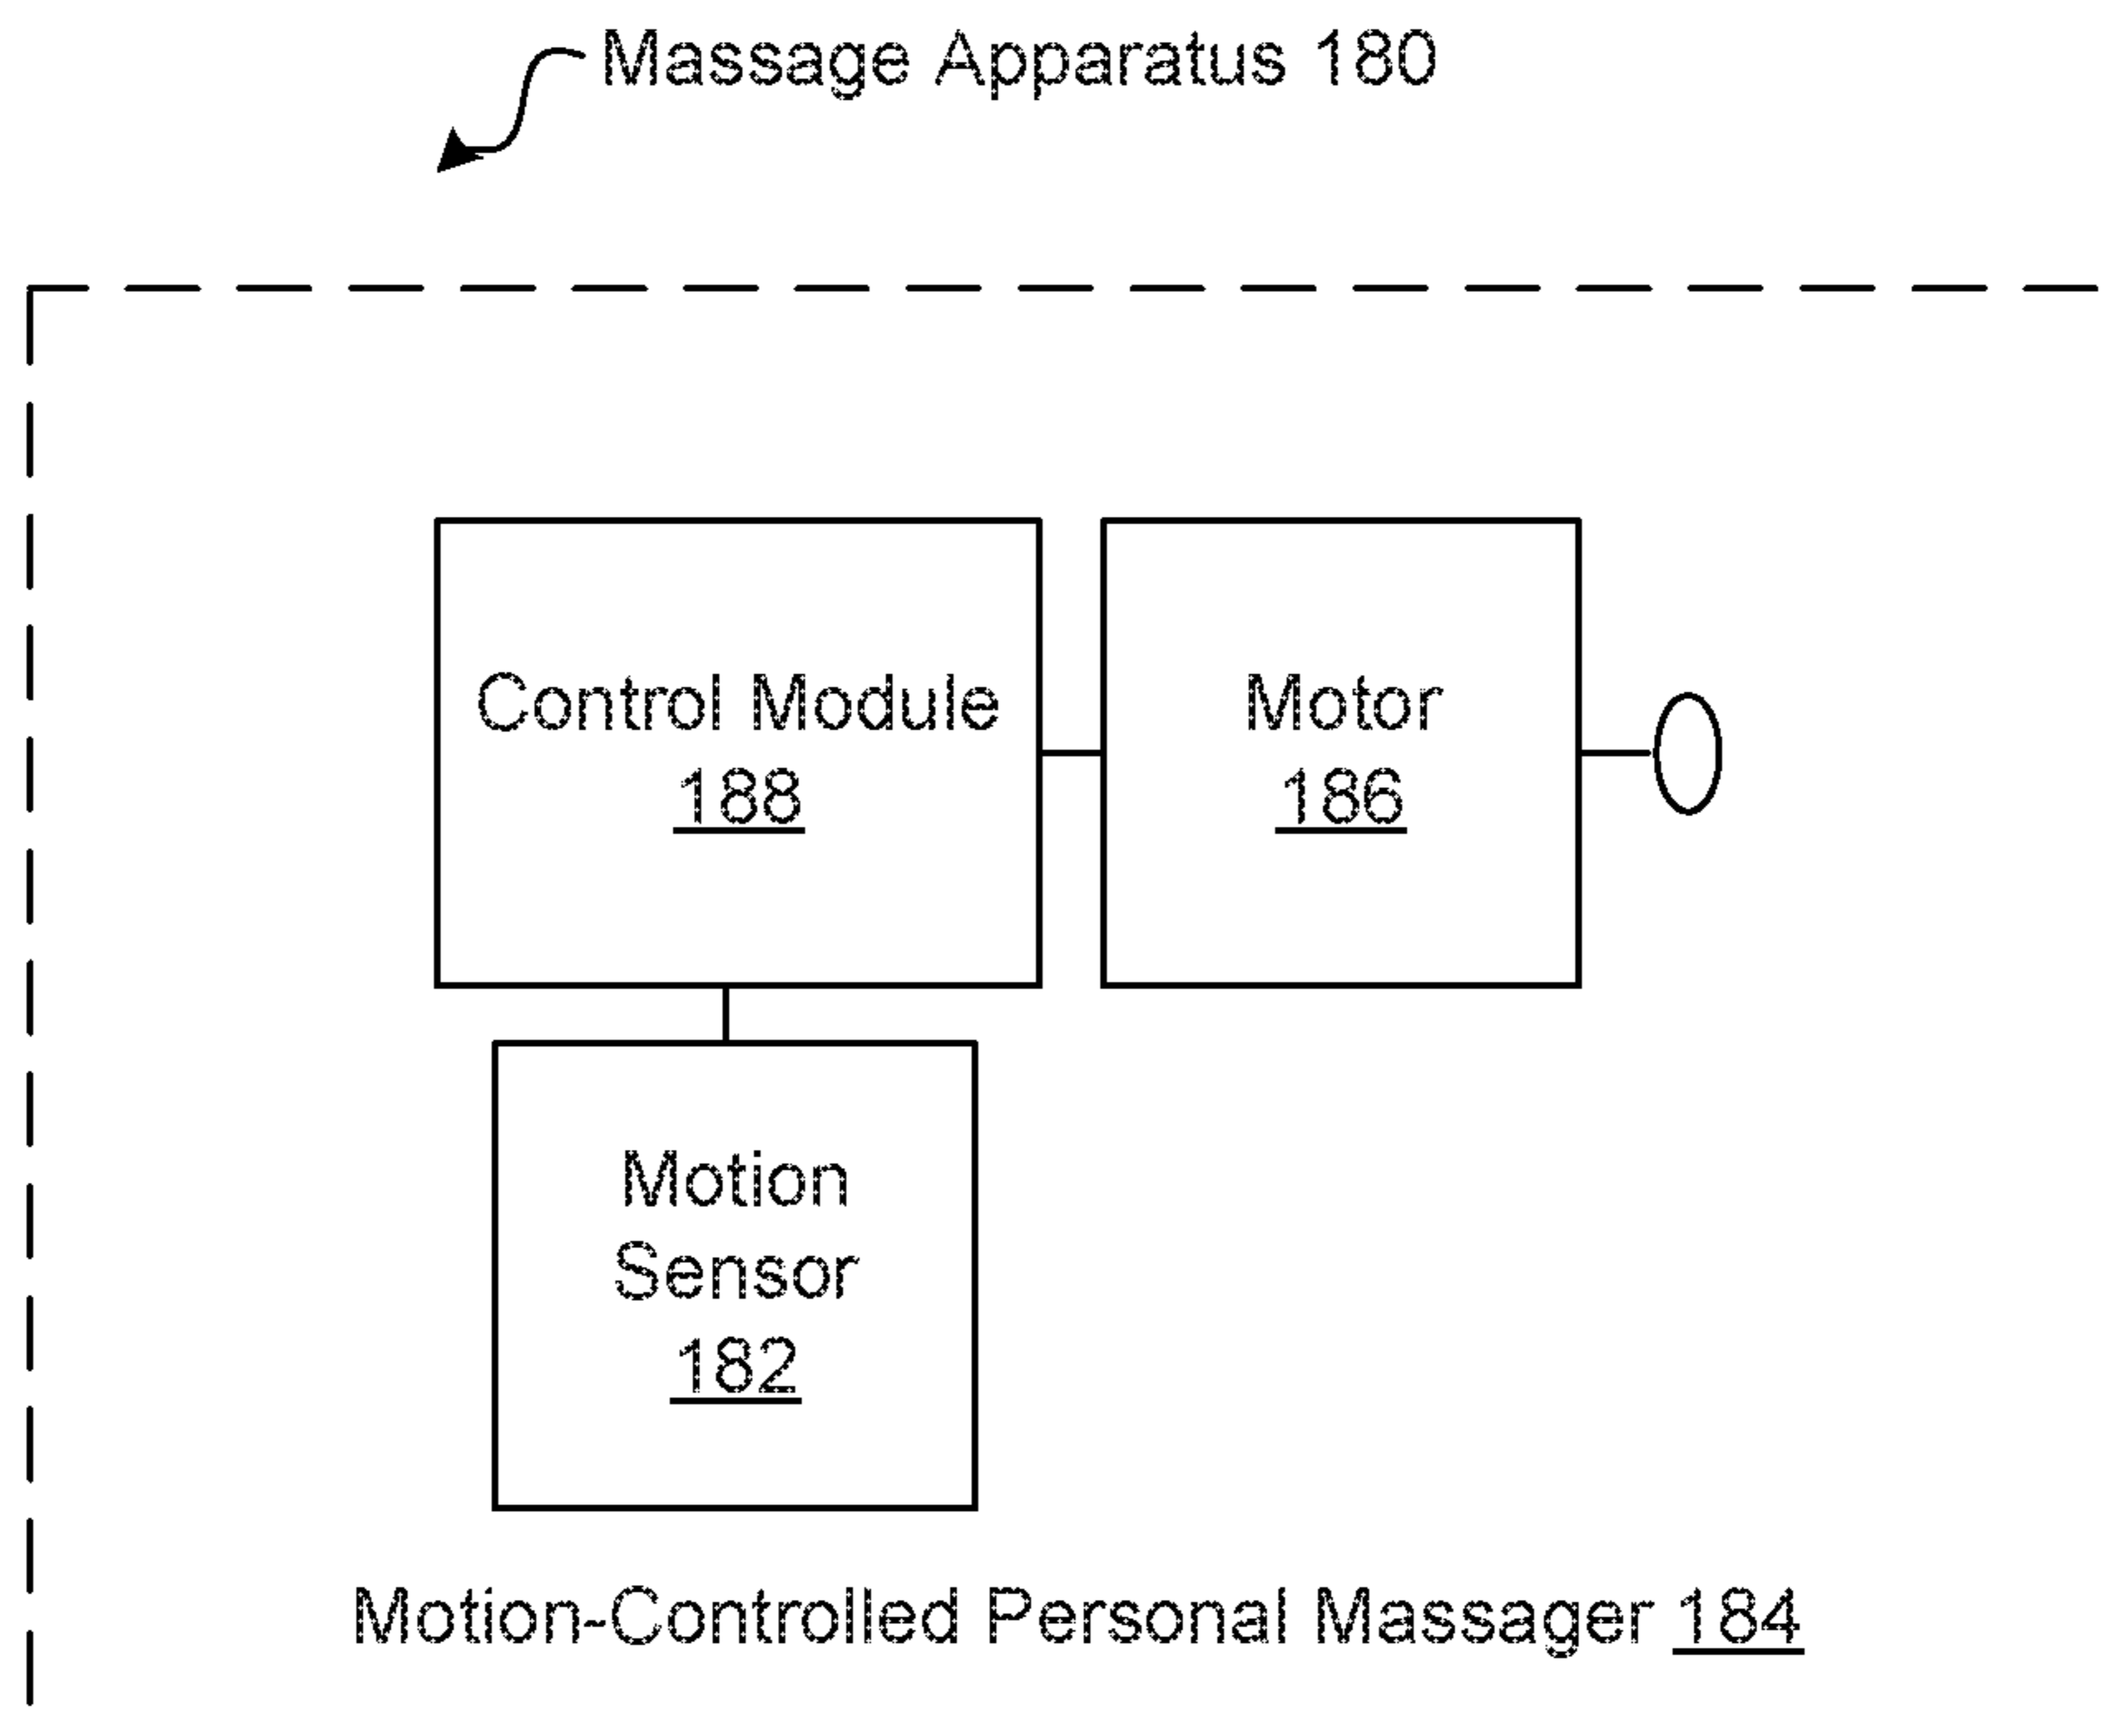 Massage Apparatus 180
Control Module
188
Motor
186
Motion
Sensor
182
Motion-Controlled Personal Massager 184